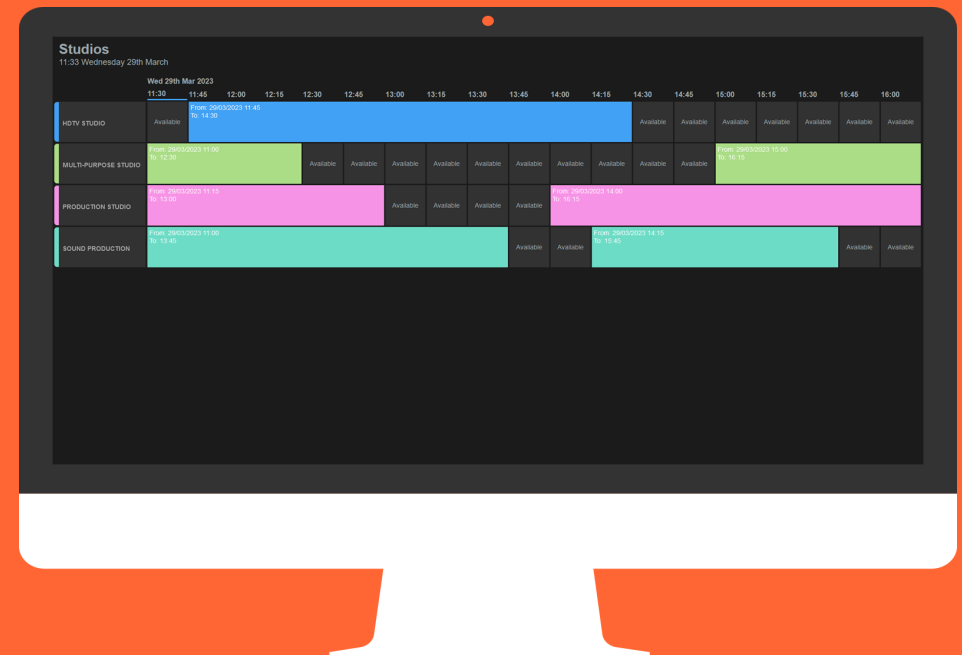 Studios
11:33 Wednesday 29th March
Wed 29th Mar 2023
11:30 11:45 12:00 12:15 12:30 12:45 13:00 13:15 13:30 13:45 14:00 14:15 14:30 14:45 15:00 15:15 15:30 15:45 16:00
HDTV STUDIO
Available
From: 29/03/2023 11:45
To: 14:30
Available Available Available Available Available Available Available
MULTI-PURPOSE STUDIO
From: 29/03/2023 11:00
To: 12:30
Available Available Available Available Available Available Available Available Available Available
From: 29/03/2023 15:00
To: 16:15
PRODUCTION STUDIO
From: 29/03/2023 11:15
To: 13:00
Available Available Available Available
From: 29/03/2023 14:00
To: 16:15
SOUND PRODUCTION
From: 29/03/2023 11:00
To: 13:45
Available Available
From: 29/03/2023 14:15
To: 15:45
Available Available